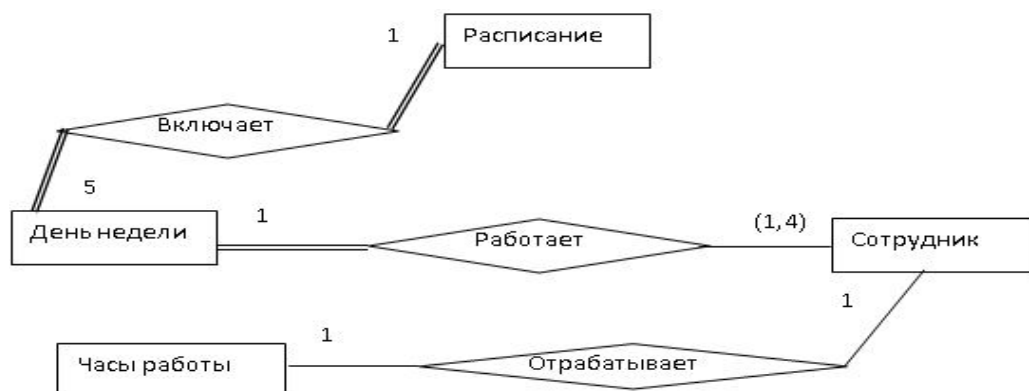 1
Расписание
Включает
5
День недели
1
Работает
(1,4)
Сотрудник
1
1
Часы работы
Отрабатывает